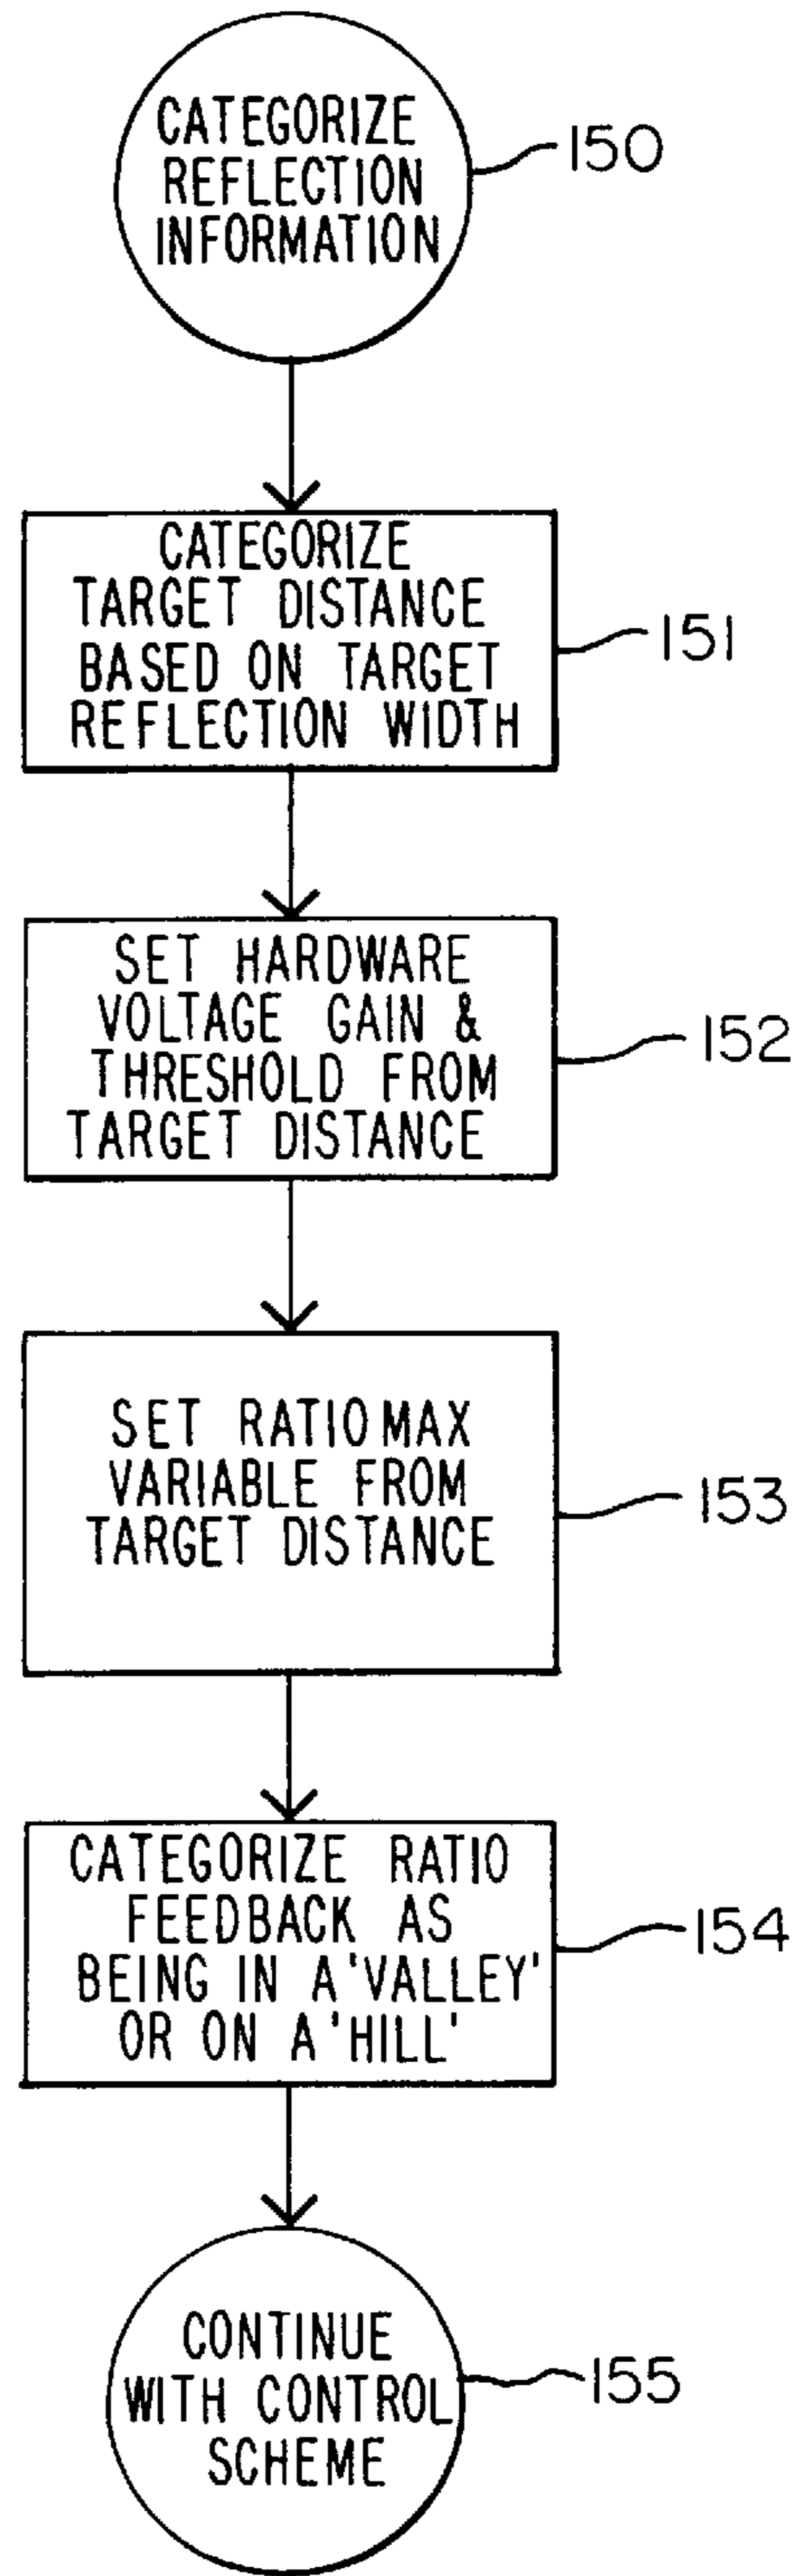 CATEGORIZE
REFLECTION
INFORMATION
150
CATEGORIZE
TARGET DISTANCE
BASED ON TARGET
REFLECTION WIDTH
151
SET HARDWARE
VOLTAGE GAIN &
THRESHOLD FROM
TARGET DISTANCE
152
SET RATIOMAX
VARIABLE FROM
TARGET DISTANCE
153
CATEGORIZE RATIO
FEEDBACK AS
BEING IN A 'VALLEY'
OR ON A 'HILL'
154
CONTINUE
WITH CONTROL
SCHEME
155